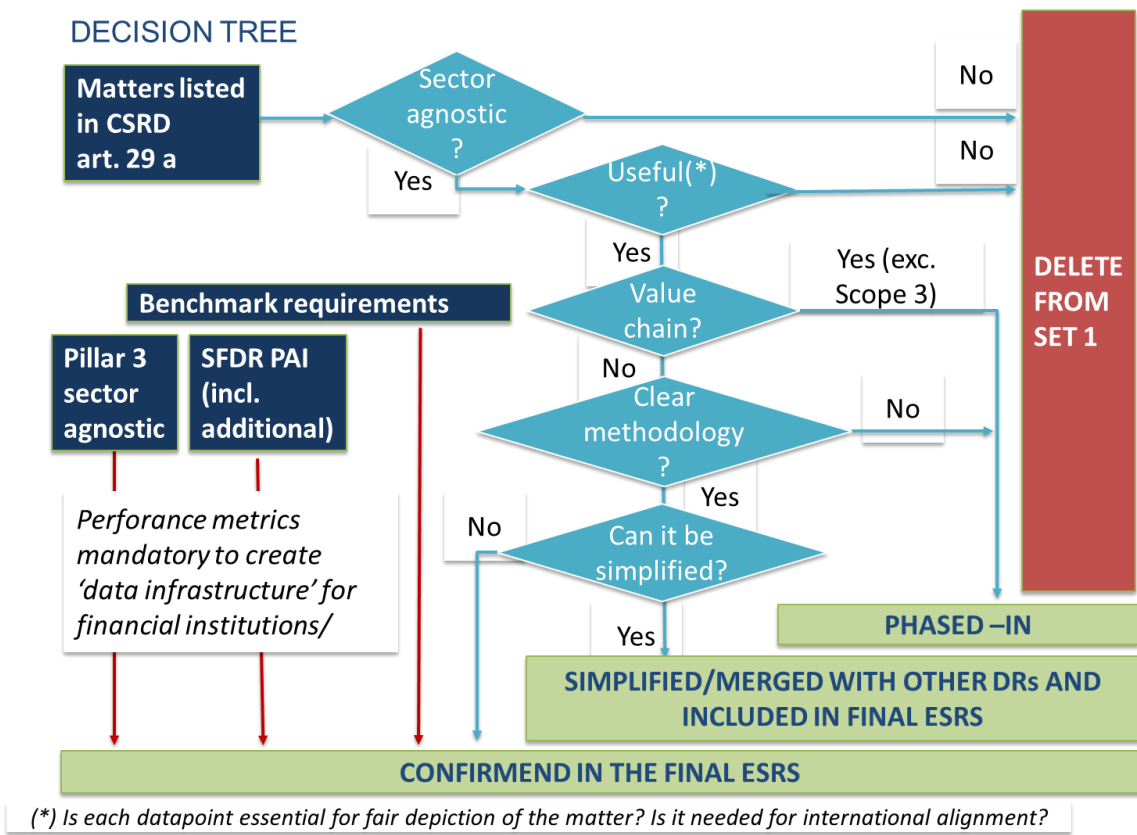 DECISION TREE
Matters listed
in CSRD
art. 29 a
Sector
agnostic
?
No
Yes
Useful(*)
?
No
Yes
Value
chain?
Yes (exc.
Scope 3)
DELETE
FROM
SET 1
Benchmark requirements
Pillar 3
sector
agnostic
SFDR PAI
(incl.
additional)
No
Clear
methodology
?
No
Yes
Perforance metrics
mandatory to create
‘data infrastructure’ for
financial institutions/
No
Can it be
simplified?
Yes
PHASED –IN
SIMPLIFIED/MERGED WITH OTHER DRs AND
INCLUDED IN FINAL ESRS
CONFIRMEND IN THE FINAL ESRS
(*) Is each datapoint essential for fair depiction of the matter? Is it needed for international alignment?